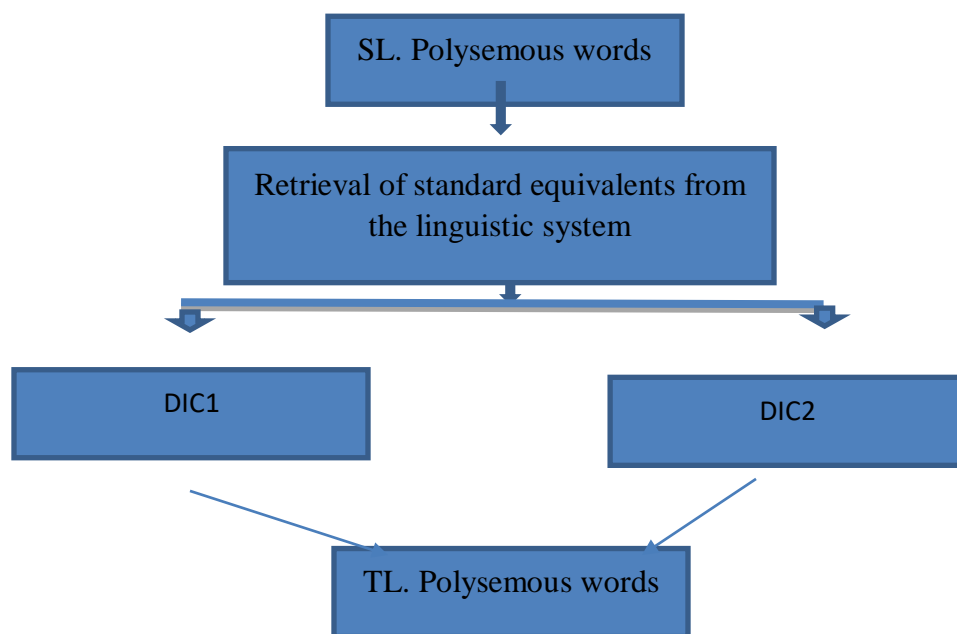 SL. Polysemous words
Retrieval of standard equivalents from
the linguistic system
DIC1
DIC2
TL. Polysemous words